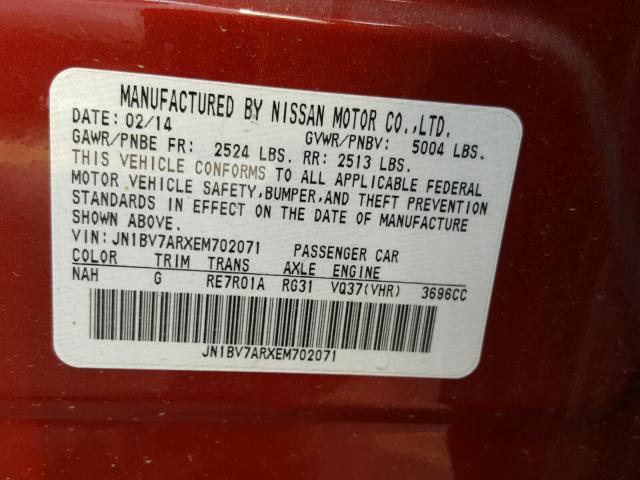 MANUFACTURED BY NISSAN MOTOR CO.,LTD.
DATE: 02/14 GVWR/PNBV: 5004 LBS.
GAWR/PNBE FR: 2524 LBS. RR: 2513 LBS.
THIS VEHICLE CONFORMS TO ALL APPLICABLE FEDERAL
MOTOR VEHICLE SAFETY,BUMPER,AND THEFT PREVENTION
STANDARDS IN EFFECT ON THE DATE OF MANUFACTURE
SHOWN ABOVE.
VIN:JN1BV7ARXEM702071 PASSENGER CAR
COLOR TRIM TRANS AXLE ENGINE
NAH G RE7R01A RG31 VQ37(VHR) 3696CC
JN1BV7ARXEM702071